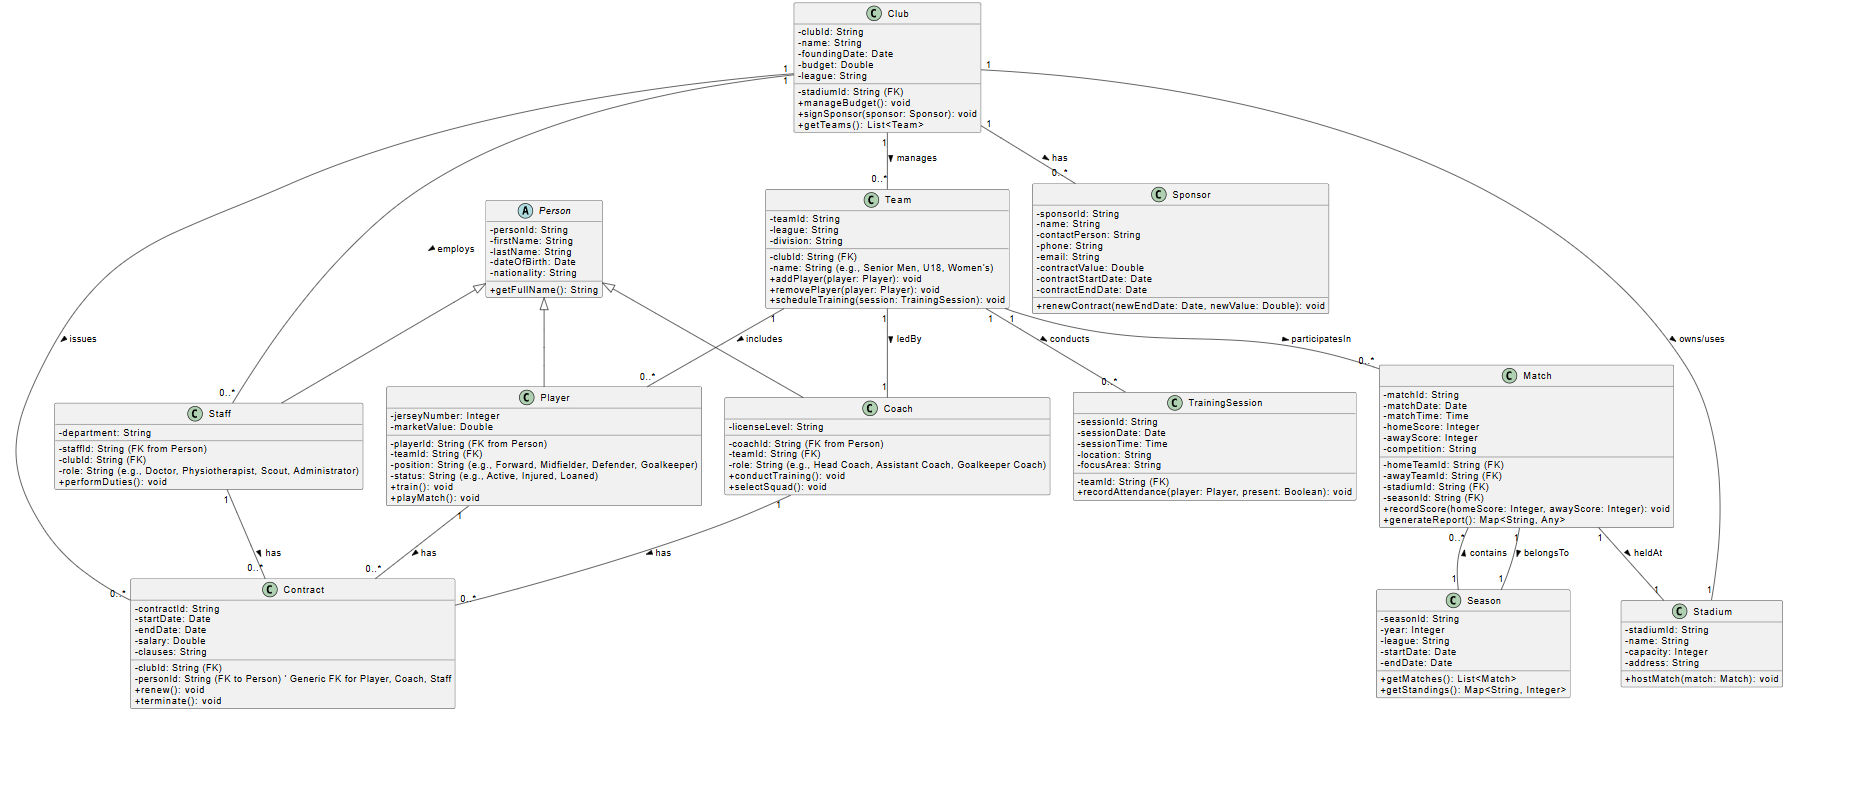 C Club
-clubId: String
-name: String
-foundingDate: Date
-budget: Double
-league: String
-stadiumId: String (FK)
+manageBudget(): void
+signSponsor(sponsor: Sponsor): void
+getTeams(): List<Team>
1
1
1
1
1
manages
has
0..*
0..*
A Person
-personId: String
-firstName: String
-lastName: String
-dateOfBirth: Date
-nationality: String
+getFullName(): String
C Team
-teamId: String
-league: String
-division: String
-clubId: String (FK)
-name: String (e.g., Senior Men, U18, Women's)
+addPlayer(player: Player): void
+removePlayer(player: Player): void
+scheduleTraining(session: TrainingSession): void
C Sponsor
-sponsorId: String
-name: String
-contactPerson: String
-phone: String
-email: String
-contractValue: Double
-contractStartDate: Date
-contractEndDate: Date
+renewContract(newEndDate: Date, newValue: Double): void
employs
1
1
1
1
issues
includes
ledBy
conducts
participatesIn
owns/uses
0..*
0..*
1
0..*
0..*
C Staff
-department: String
-staffId: String (FK from Person)
-clubId: String (FK)
-role: String (e.g., Doctor, Physiotherapist, Scout, Administrator)
+performDuties(): void
C Player
-jerseyNumber: Integer
-marketValue: Double
-playerId: String (FK from Person)
-teamId: String (FK)
-position: String (e.g., Forward, Midfielder, Defender, Goalkeeper)
-status: String (e.g., Active, Injured, Loaned)
+train(): void
+playMatch(): void
C Coach
-licenseLevel: String
-coachId: String (FK from Person)
-teamId: String (FK)
-role: String (e.g., Head Coach, Assistant Coach, Goalkeeper Coach)
+conductTraining(): void
+selectSquad(): void
C TrainingSession
-sessionId: String
-sessionDate: Date
-sessionTime: Time
-location: String
-focusArea: String
-teamId: String (FK)
+recordAttendance(player: Player, present: Boolean): void
C Match
-matchId: String
-matchDate: Date
-matchTime: Time
-homeScore: Integer
-awayScore: Integer
-competition: String
-homeTeamId: String (FK)
-awayTeamId: String (FK)
-stadiumId: String (FK)
-seasonId: String (FK)
+recordScore(homeScore: Integer, awayScore: Integer): void
+generateReport(): Map<String, Any>
1
1
1
0..*
1
1
has
has
has
contains
belongsTo
heldAt
0..*
0..*
0..*
0..*
1
1
1
1
C Contract
-contractId: String
-startDate: Date
-endDate: Date
-salary: Double
-clauses: String
-clubId: String (FK)
-personId: String (FK to Person) ' Generic FK for Player, Coach, Staff
+renew(): void
+terminate(): void
C Season
-seasonId: String
-year: Integer
-league: String
-startDate: Date
-endDate: Date
+getMatches(): List<Match>
+getStandings(): Map<String, Integer>
C Stadium
-stadiumId: String
-name: String
-capacity: Integer
-address: String
+hostMatch(match: Match): void